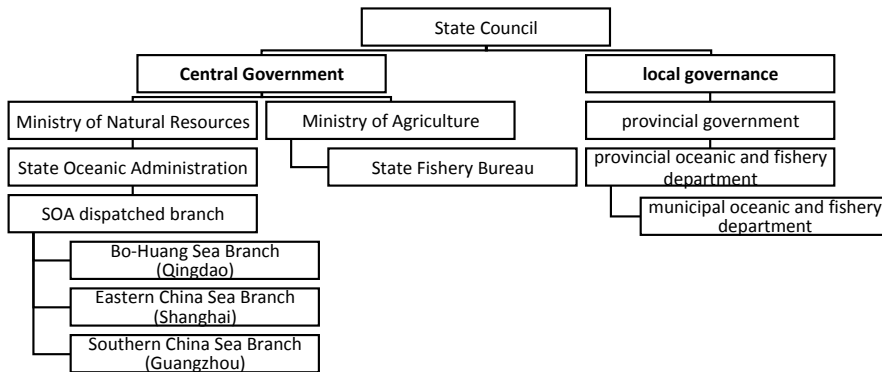 State Council
Central Government
local governance
Ministry of Natural Resources
Ministry of Agriculture
provincial government
State Oceanic Administration
State Fishery Bureau
provincial oceanic and fishery
department
SOA dispatched branch
municipal oceanic and fishery
department
Bo-Huang Sea Branch
(Qingdao)
Eastern China Sea Branch
(Shanghai)
Southern China Sea Branch
(Guangzhou)